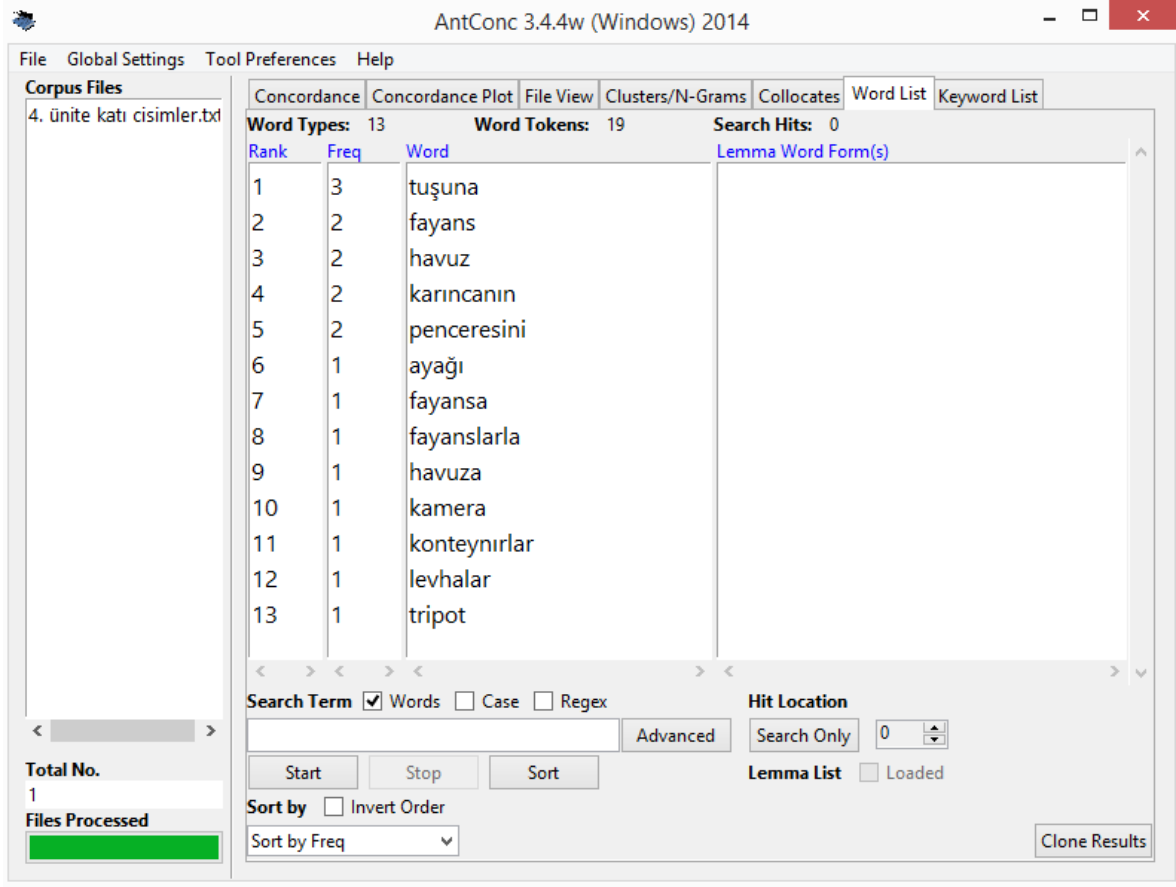 AntConc 3.4.4w (Windows) 2014
File Global Settings Tool Preferences Help
Corpus Files
4. ünite katı cisimler.txt
Concordance Concordance Plot File View Clusters/N-Grams Collocates Word List Keyword List
Word Types: 13 Word Tokens: 19 Search Hits: 0
Rank Freq Word Lemma Word Form(s)
1 3 tuşuna
2 2 fayans
3 2 havuz
4 2 karıncanın
5 2 penceresini
6 1 ayağı
7 1 fayansa
8 1 fayanslarla
9 1 havuza
10 1 kamera
11 1 konteynırlar
12 1 levhalar
13 1 tripot
Search Term Words Case Regex Hit Location
Advanced Search Only 0
Total No.
1
Files Processed
Start Stop Sort Lemma List Loaded
Sort by Invert Order
Sort by Freq Clone Results